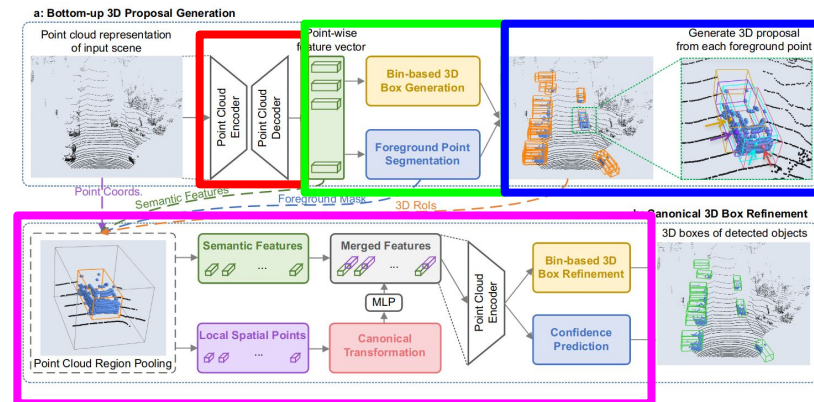 a: Bottom-up 3D Proposal Generation
Point cloud representation
of input scene
Point-wise
feature vector
Generate 3D proposal
from each foreground point
Point Cloud
Encoder
Point Cloud
Decoder
Bin-based 3D
Box Generation
Foreground Point
Segmentation
Point Coords.
Semantic Features
Foreground Mask
3D RoIs
Canonical 3D Box Refinement
Semantic Features
Merged Features
Bin-based 3D
Box Refinement
3D boxes of detected objects
...
...
MLP
Point Cloud
Encoder
Local Spatial Points
...
Canonical
Transformation
Confidence
Prediction
Point Cloud Region Pooling